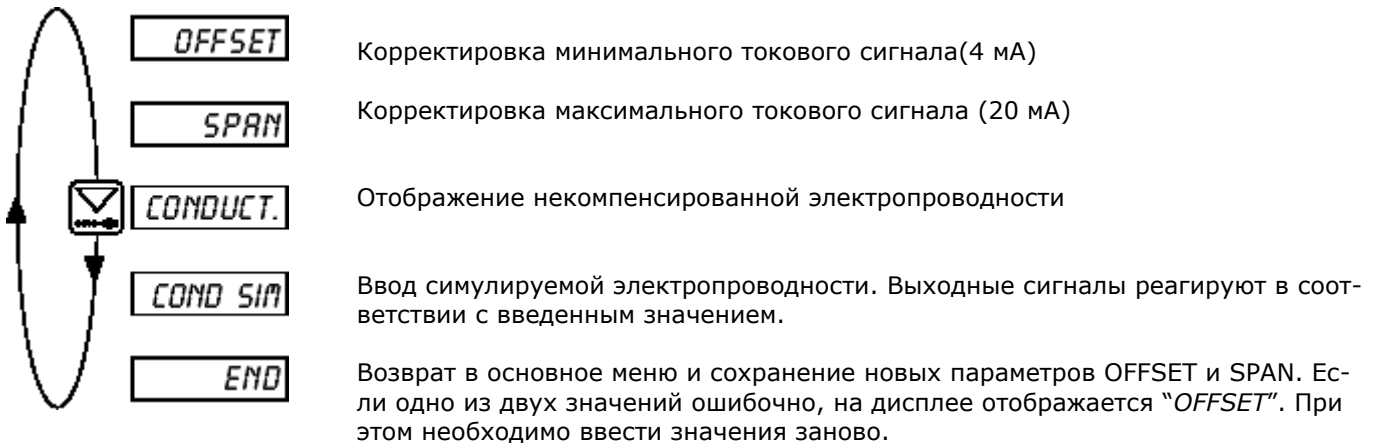 OFFSET
Корректировка минимального токового сигнала(4 мА)
SPAN
Корректировка максимального токового сигнала (20 мА)
CONDUCT.
Отображение некомпенсированной электропроводности
COND SIM
Ввод симулируемой электропроводности. Выходные сигналы реагируют в соот-
ветствии с введенным значением.
END
Возврат в основное меню и сохранение новых параметров OFFSET и SPAN. Ес-
ли одно из двух значений ошибочно, на дисплее отображается “OFFSET”. При
этом необходимо ввести значения заново.